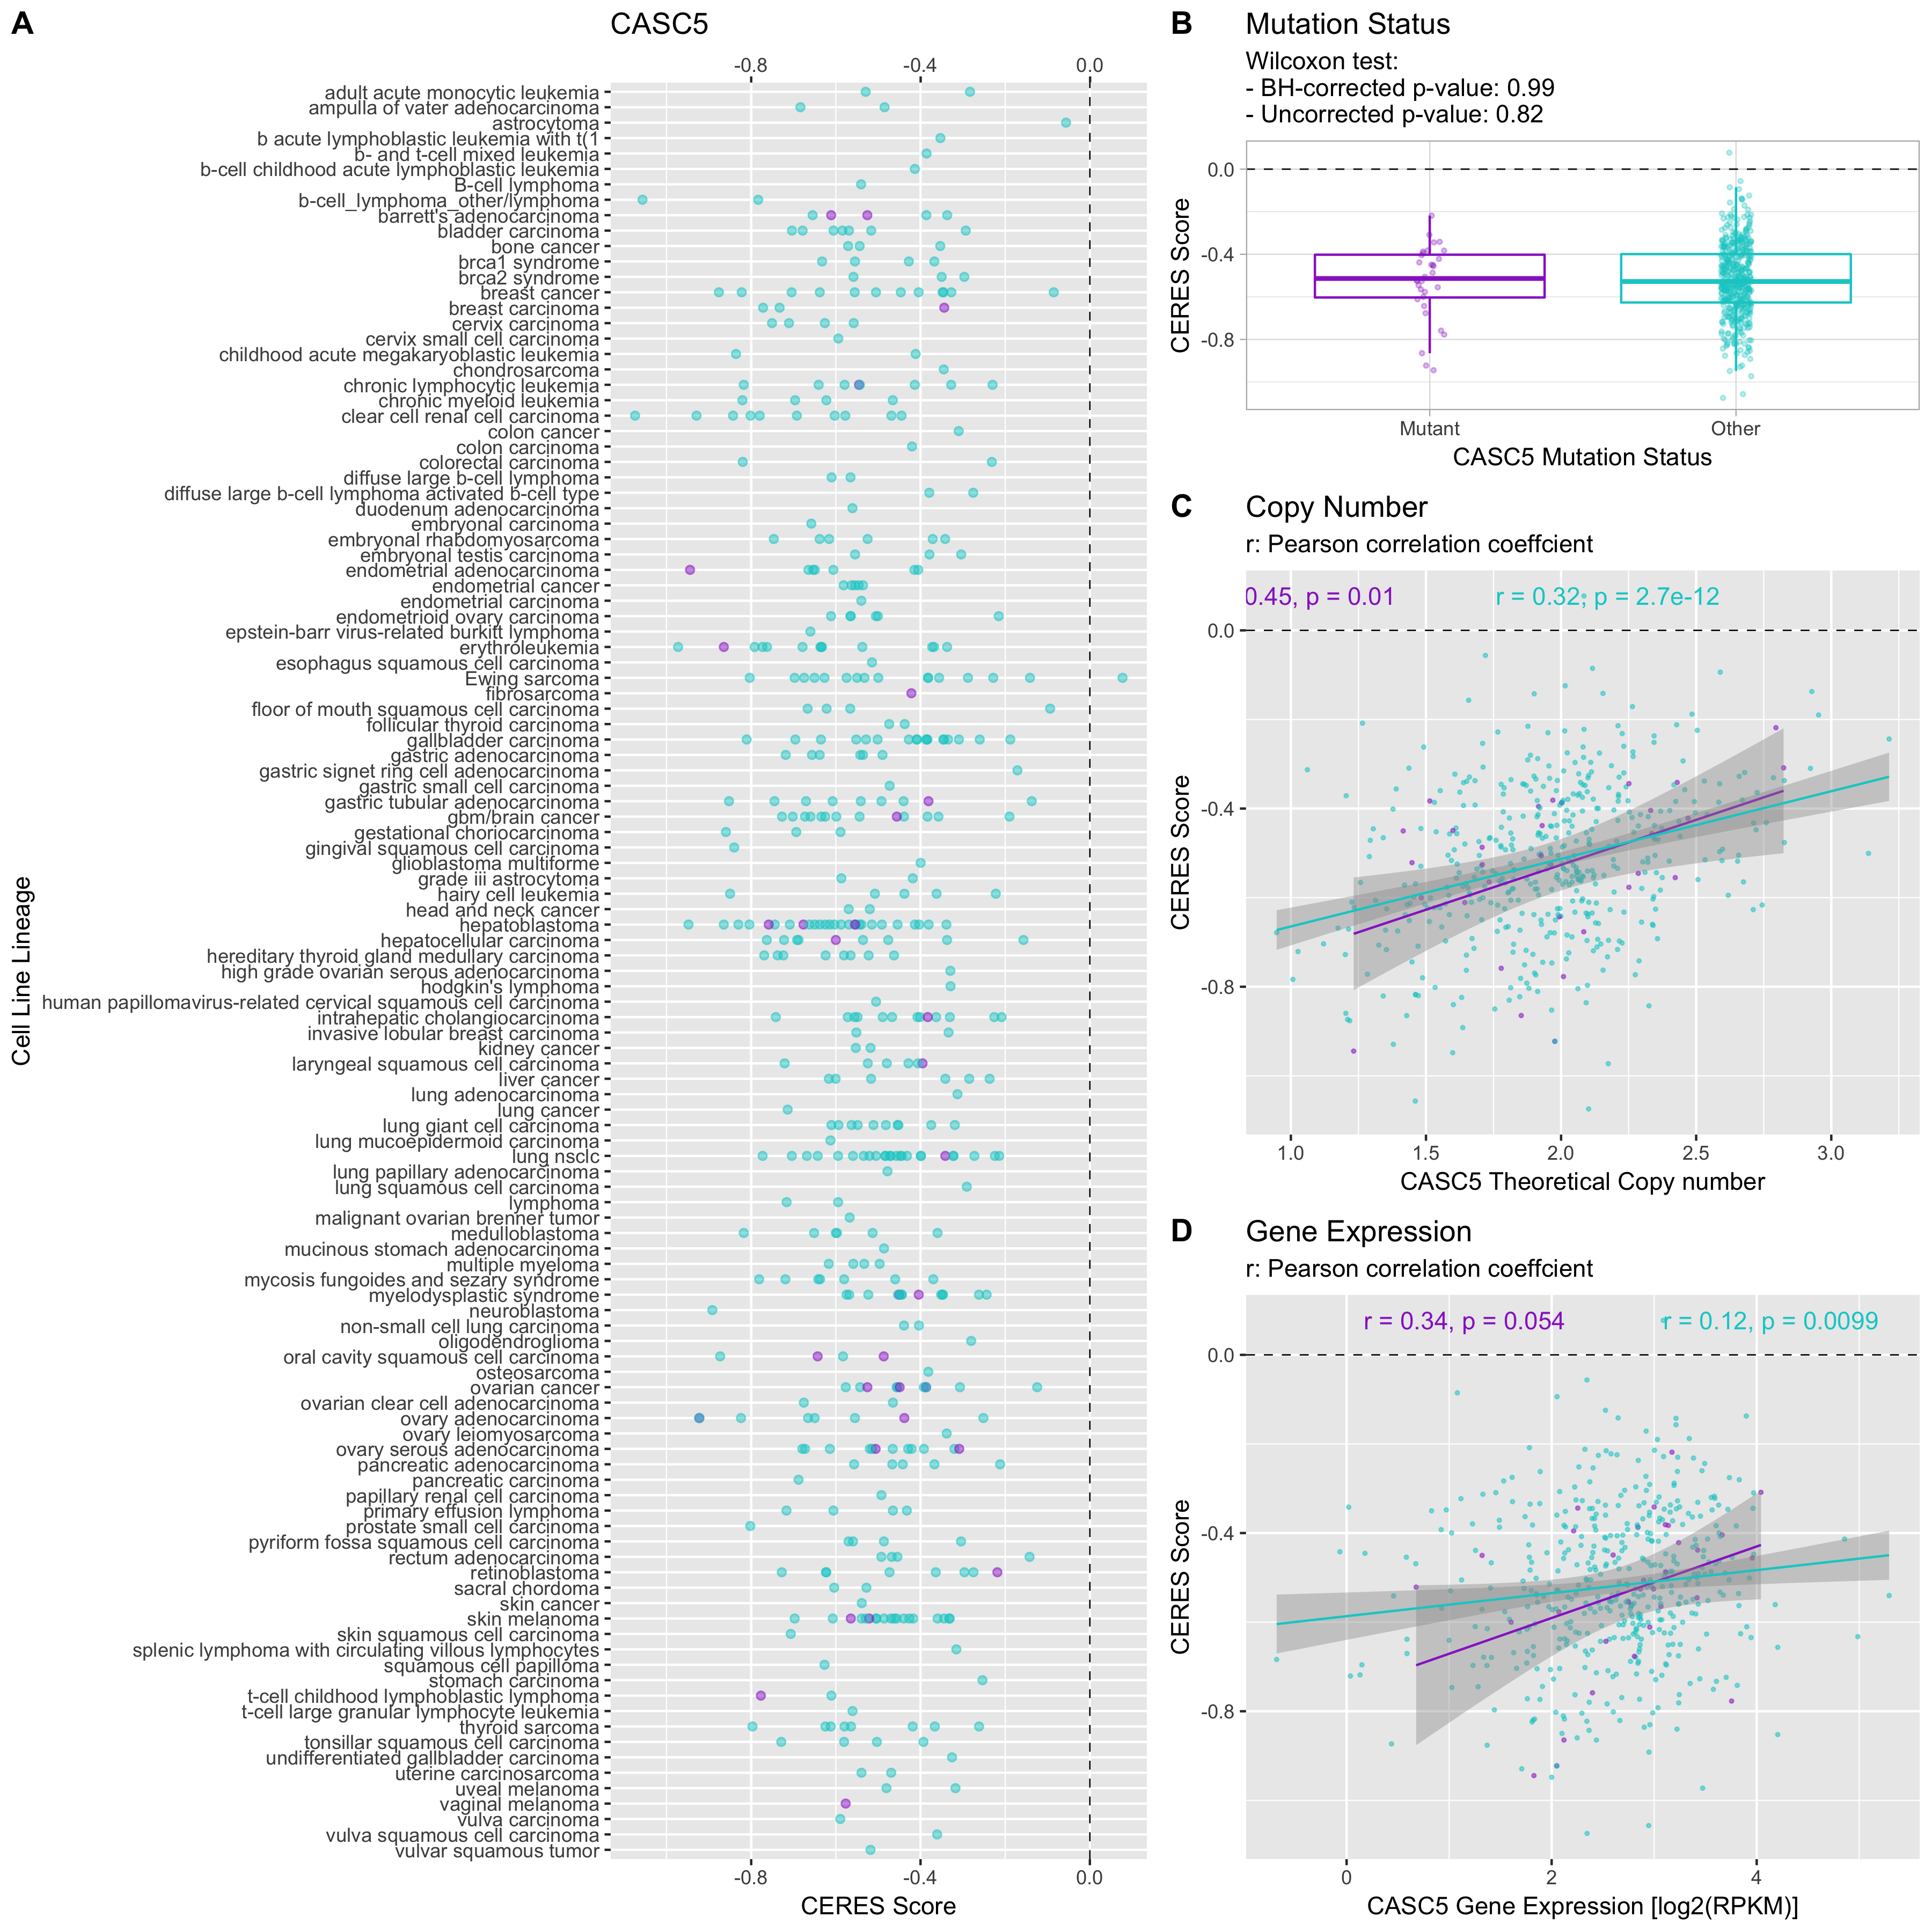 A
CASC5
-0.8 -0.4 0.0
Cell Line Lineage
adult acute monocytic leukemia
ampulla of vater adenocarcinoma
astrocytoma
b acute lymphoblastic leukemia with t(1
b- and t-cell mixed leukemia
b-cell childhood acute lymphoblastic leukemia
B-cell lymphoma
b-cell_lymphoma_other/lymphoma
barrett's adenocarcinoma
bladder carcinoma
bone cancer
brca1 syndrome
brca2 syndrome
breast cancer
breast carcinoma
cervix carcinoma
cervix small cell carcinoma
childhood acute megakaryoblastic leukemia
chondrosarcoma
chronic lymphocytic leukemia
chronic myeloid leukemia
clear cell renal cell carcinoma
colon cancer
colon carcinoma
colorectal carcinoma
diffuse large b-cell lymphoma
diffuse large b-cell lymphoma activated b-cell type
duodenum adenocarcinoma
embryonal carcinoma
embryonal rhabdomyosarcoma
embryonal testis carcinoma
endometrial adenocarcinoma
endometrial cancer
endometrial carcinoma
endometrioid ovary carcinoma
epstein-barr virus-related burkitt lymphoma
erythroleukemia
esophagus squamous cell carcinoma
Ewing sarcoma
fibrosarcoma
floor of mouth squamous cell carcinoma
follicular thyroid carcinoma
gallbladder carcinoma
gastric adenocarcinoma
gastric signet ring cell adenocarcinoma
gastric small cell carcinoma
gastric tubular adenocarcinoma
gbm/brain cancer
gestational choriocarcinoma
gingival squamous cell carcinoma
glioblastoma multiforme
grade iii astrocytoma
hairy cell leukemia
head and neck cancer
hepatoblastoma
hepatocellular carcinoma
hereditary thyroid gland medullary carcinoma
high grade ovarian serous adenocarcinoma
hodgkin's lymphoma
human papillomavirus-related cervical squamous cell carcinoma
intrahepatic cholangiocarcinoma
invasive lobular breast carcinoma
kidney cancer
laryngeal squamous cell carcinoma
liver cancer
lung adenocarcinoma
lung cancer
lung giant cell carcinoma
lung mucoepidermoid carcinoma
lung nsclc
lung papillary adenocarcinoma
lung squamous cell carcinoma
lymphoma
malignant ovarian brenner tumor
medulloblastoma
mucinous stomach adenocarcinoma
multiple myeloma
mycosis fungoides and sezary syndrome
myelodysplastic syndrome
neuroblastoma
non-small cell lung carcinoma
oligodendroglioma
oral cavity squamous cell carcinoma
osteosarcoma
ovarian cancer
ovarian clear cell adenocarcinoma
ovary adenocarcinoma
ovary leiomyosarcoma
ovary serous adenocarcinoma
pancreatic adenocarcinoma
pancreatic carcinoma
papillary renal cell carcinoma
primary effusion lymphoma
prostate small cell carcinoma
pyriform fossa squamous cell carcinoma
rectum adenocarcinoma
retinoblastoma
sacral chordoma
skin cancer
skin melanoma
skin squamous cell carcinoma
splenic lymphoma with circulating villous lymphocytes
squamous cell papilloma
stomach carcinoma
t-cell childhood lymphoblastic lymphoma
t-cell large granular lymphocyte leukemia
thyroid sarcoma
tonsillar squamous cell carcinoma
undifferentiated gallbladder carcinoma
uterine carcinosarcoma
uveal melanoma
vaginal melanoma
vulva carcinoma
vulva squamous cell carcinoma
vulvar squamous tumor
-0.8 -0.4 0.0
CERES Score
B
Mutation Status
Wilcoxon test:
- BH-corrected p-value: 0.99
- Uncorrected p-value: 0.82
CERES Score
0.0
-0.4
-0.8
Mutant Other
CASC5 Mutation Status
C
Copy Number
r: Pearson correlation coeffcient
0.45, p = 0.01 r = 0.32, p = 2.7e-12
CERES Score
0.0
-0.4
-0.8
1.0 1.5 2.0 2.5 3.0
CASC5 Theoretical Copy number
D
Gene Expression
r: Pearson correlation coeffcient
r = 0.34, p = 0.054 r = 0.12, p = 0.0099
CERES Score
0.0
-0.4
-0.8
0 2 4
CASC5 Gene Expression [log2(RPKM)]